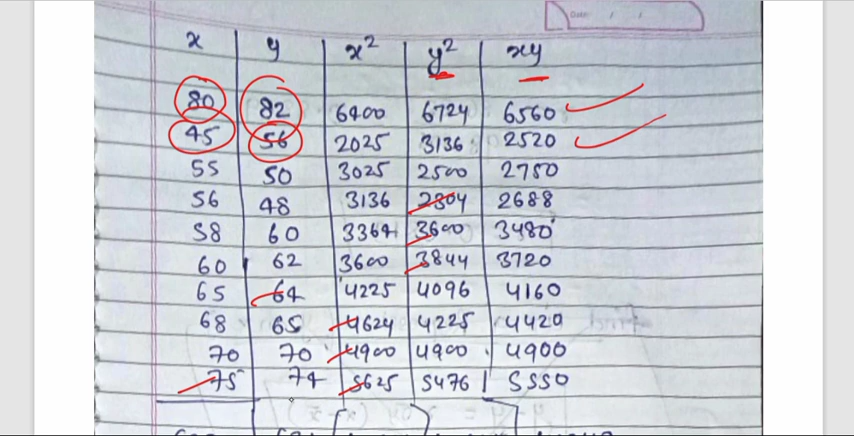 Date: / /
x y x² y² xy
80 82 6400 6724 6560
45 56 2025 3136 2520
55 50 3025 2500 2750
56 48 3136 2304 2688
58 60 3364 3600 3480
60 62 3600 3844 3720
65 64 4225 4096 4160
68 65 4624 4225 4420
70 70 4900 4900 4900
75 74 5625 5476 5550